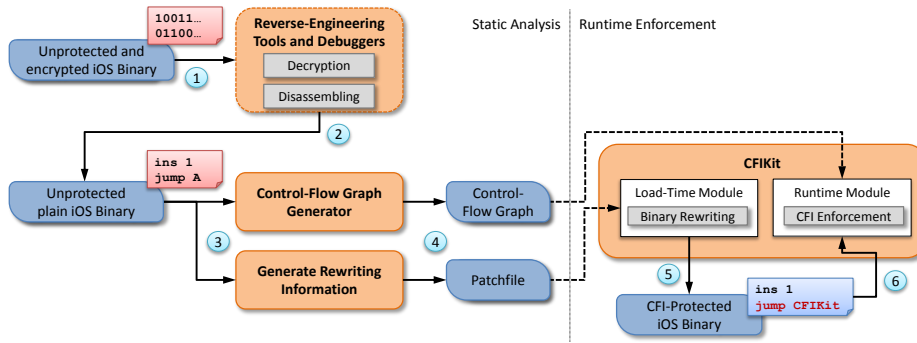 10011…
01100…
Reverse-Engineering
Tools and Debuggers
Static Analysis
Runtime Enforcement
Unprotected and
encrypted iOS Binary
1
Decryption
Disassembling
2
ins 1
jump A
Unprotected
plain iOS Binary
Control-Flow Graph
Generator
Control-
Flow Graph
3
4
Generate Rewriting
Information
Patchfile
CFIKit
Load-Time Module
Binary Rewriting
Runtime Module
CFI Enforcement
5
6
CFI-Protected
iOS Binary
ins 1
jump CFIKit